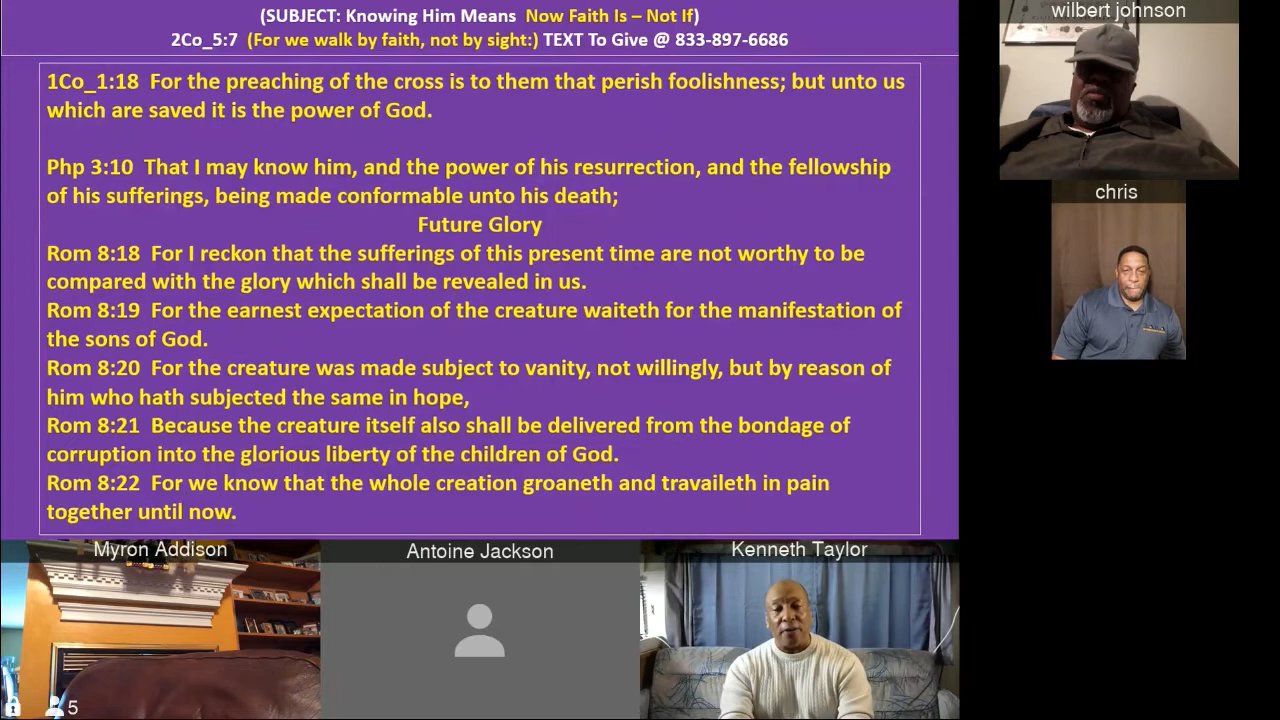 (SUBJECT: Knowing Him Means Now Faith Is – Not If)
2Co_5:7 (For we walk by faith, not by sight:) TEXT To Give @ 833-897-6686
1Co_1:18 For the preaching of the cross is to them that perish foolishness; but unto us
which are saved it is the power of God.
Php 3:10 That I may know him, and the power of his resurrection, and the fellowship
of his sufferings, being made conformable unto his death;
Future Glory
Rom 8:18 For I reckon that the sufferings of this present time are not worthy to be
compared with the glory which shall be revealed in us.
Rom 8:19 For the earnest expectation of the creature waiteth for the manifestation of
the sons of God.
Rom 8:20 For the creature was made subject to vanity, not willingly, but by reason of
him who hath subjected the same in hope,
Rom 8:21 Because the creature itself also shall be delivered from the bondage of
corruption into the glorious liberty of the children of God.
Rom 8:22 For we know that the whole creation groaneth and travaileth in pain
together until now.
wilbert johnson
chris
Myron Addison
Antoine Jackson
Kenneth Taylor
5